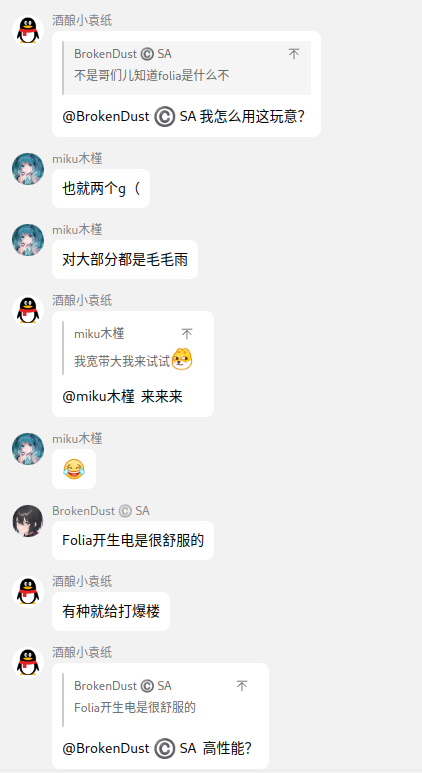 酒酿小袁纸
BrokenDust ©️ SA
不是哥们儿知道folia是什么不
@BrokenDust ©️ SA 我怎么用这玩意?
miku木槿
也就两个g（
miku木槿
对大部分都是毛毛雨
酒酿小袁纸
miku木槿
我宽带大我来试试
@miku木槿 来来来
miku木槿
😂
BrokenDust ©️ SA
Folia开生电是很舒服的
酒酿小袁纸
有种就给打爆楼
酒酿小袁纸
BrokenDust ©️ SA
Folia开生电是很舒服的
@BrokenDust ©️ SA 高性能?